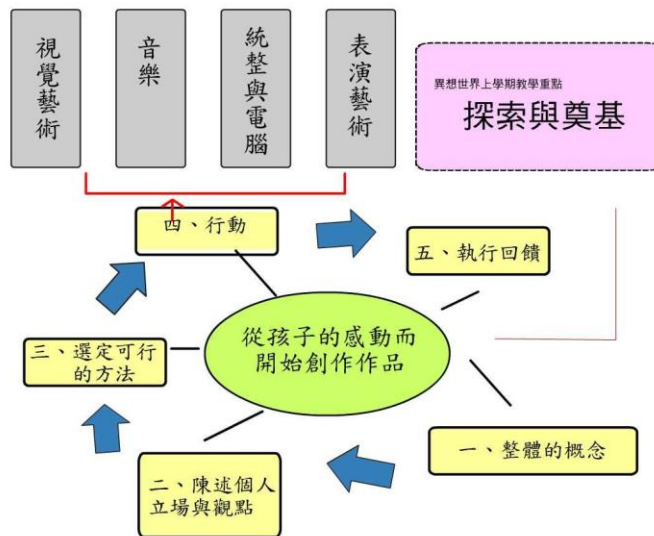 視覺藝術
音樂
統整與電腦
表演藝術
異想世界上學期教學重點
探索與奠基
四、行動
五、執行回饋
從孩子的感動而
開始創作作品
三、選定可行
的方法
一、整體的概念
二、陳述個人
立場與觀點